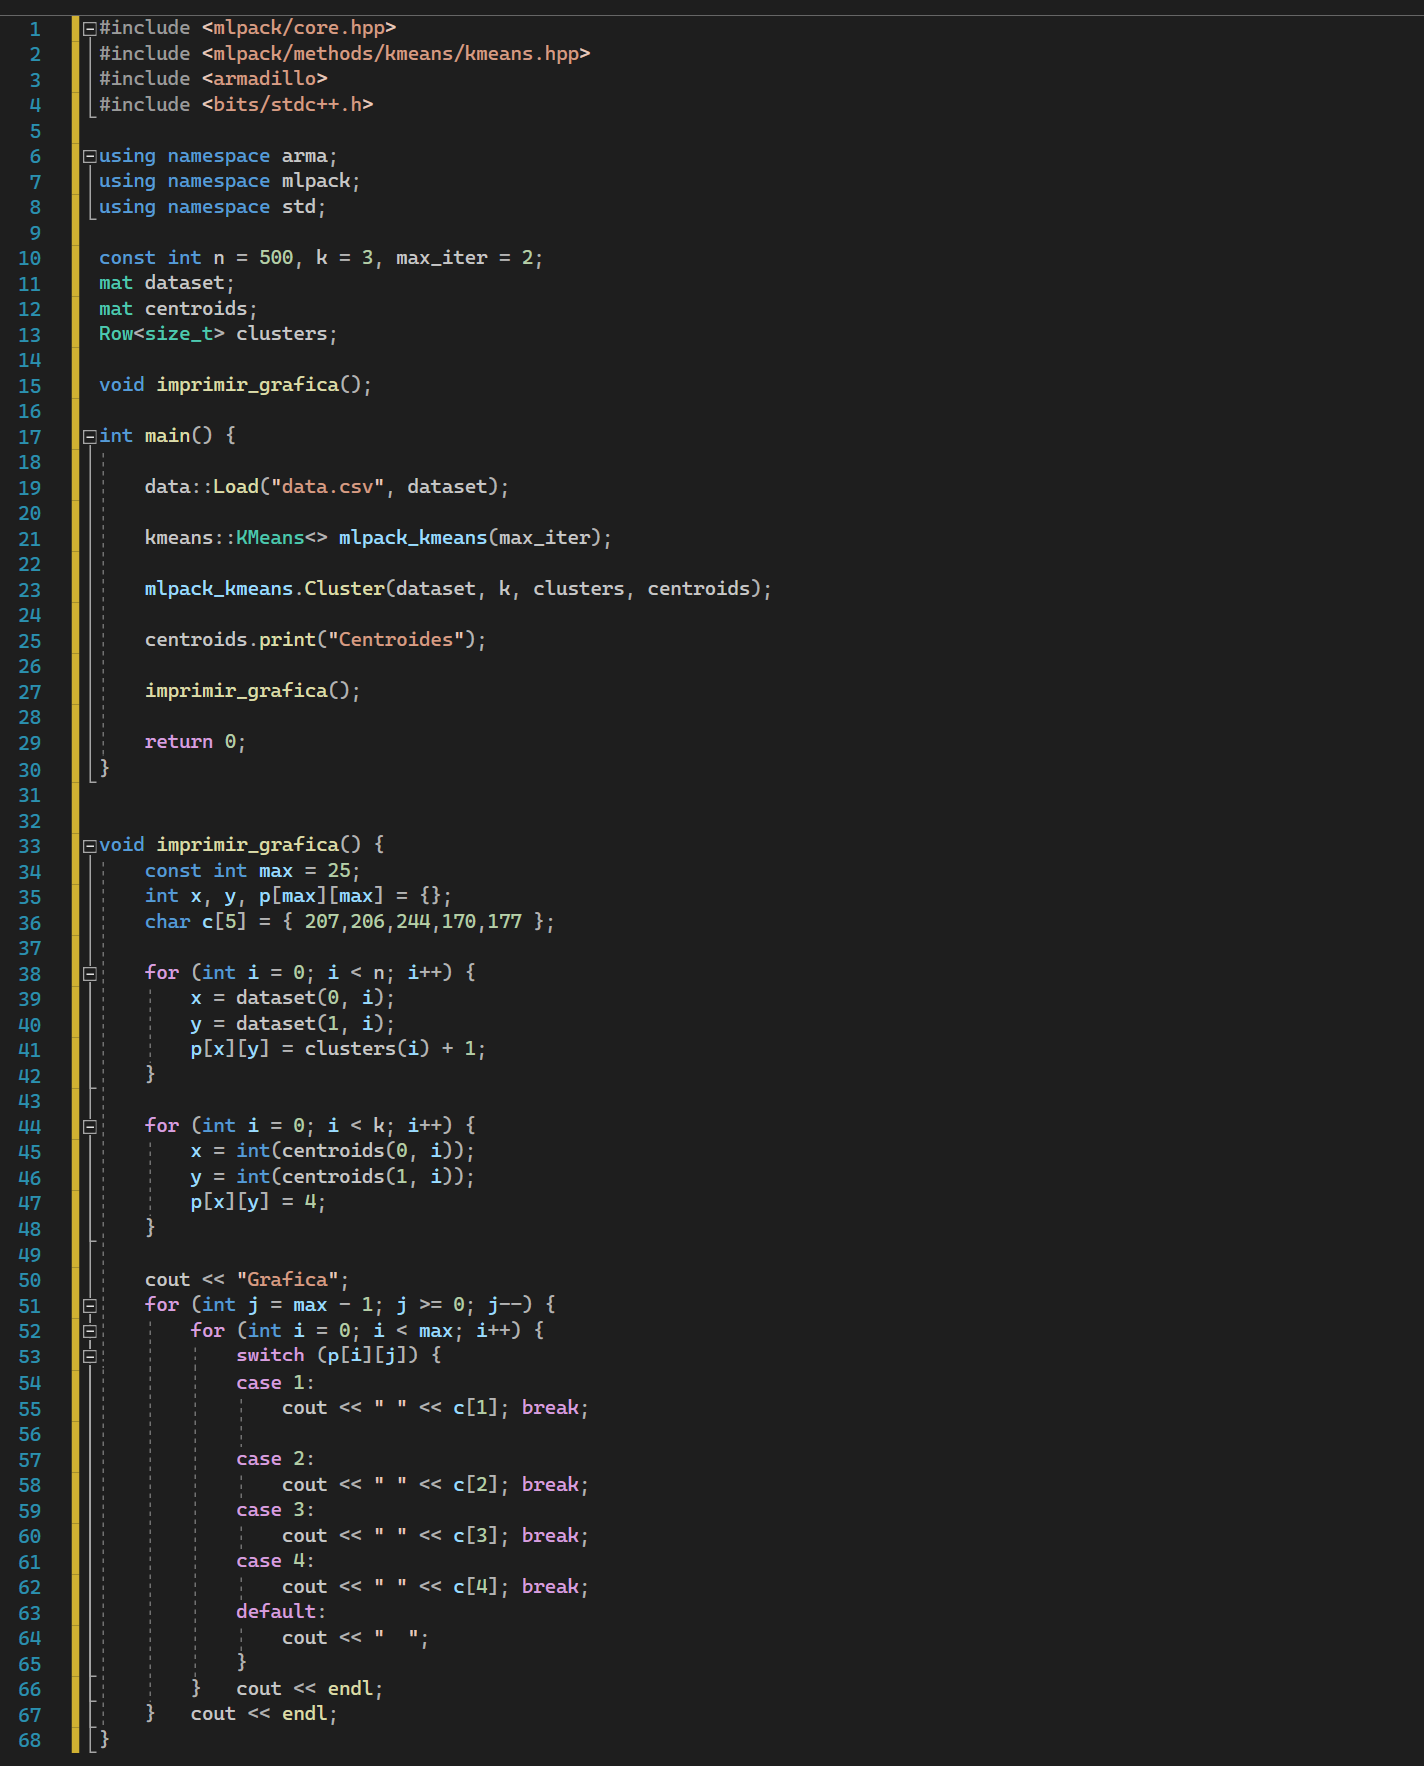 1 #include <mlpack/core.hpp>
2 #include <mlpack/methods/kmeans/kmeans.hpp>
3 #include <armadillo>
4 #include <bits/stdc++.h>
5
6 using namespace arma;
7 using namespace mlpack;
8 using namespace std;
9
10 const int n = 500, k = 3, max_iter = 2;
11 mat dataset;
12 mat centroids;
13 Row<size_t> clusters;
14
15 void imprimir_grafica();
16
17 int main() {
18
19     data::Load("data.csv", dataset);
20
21     kmeans::KMeans<> mlpack_kmeans(max_iter);
22
23     mlpack_kmeans.Cluster(dataset, k, clusters, centroids);
24
25     centroids.print("Centroides");
26
27     imprimir_grafica();
28
29     return 0;
30 }
31
32
33 void imprimir_grafica() {
34     const int max = 25;
35     int x, y, p[max][max] = {};
36     char c[5] = { 207,206,244,170,177 };
37
38     for (int i = 0; i < n; i++) {
39         x = dataset(0, i);
40         y = dataset(1, i);
41         p[x][y] = clusters(i) + 1;
42     }
43
44     for (int i = 0; i < k; i++) {
45         x = int(centroids(0, i));
46         y = int(centroids(1, i));
47         p[x][y] = 4;
48     }
49
50     cout << "Grafica";
51     for (int j = max - 1; j >= 0; j--) {
52         for (int i = 0; i < max; i++) {
53             switch (p[i][j]) {
54             case 1:
55                 cout << " " << c[1]; break;
56
57             case 2:
58                 cout << " " << c[2]; break;
59             case 3:
60                 cout << " " << c[3]; break;
61             case 4:
62                 cout << " " << c[4]; break;
63             default:
64                 cout << "  ";
65             }
66         }   cout << endl;
67     }   cout << endl;
68 }